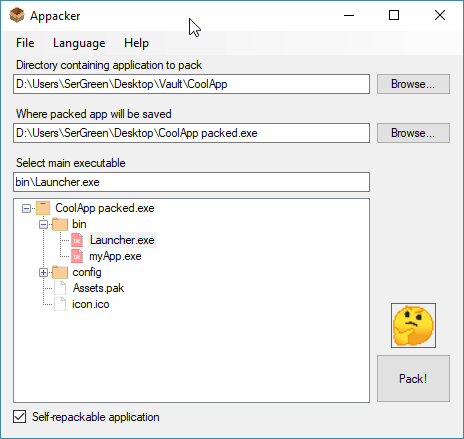 Appacker
File Language Help
Directory containing application to pack
D:\Users\SerGreen\Desktop\Vault\CoolApp Browse...
Where packed app will be saved
D:\Users\SerGreen\Desktop\CoolApp packed.exe Browse...
Select main executable
bin\Launcher.exe
CoolApp packed.exe
bin
Launcher.exe
myApp.exe
config
Assets.pak
icon.ico
Pack!
Self-repackable application